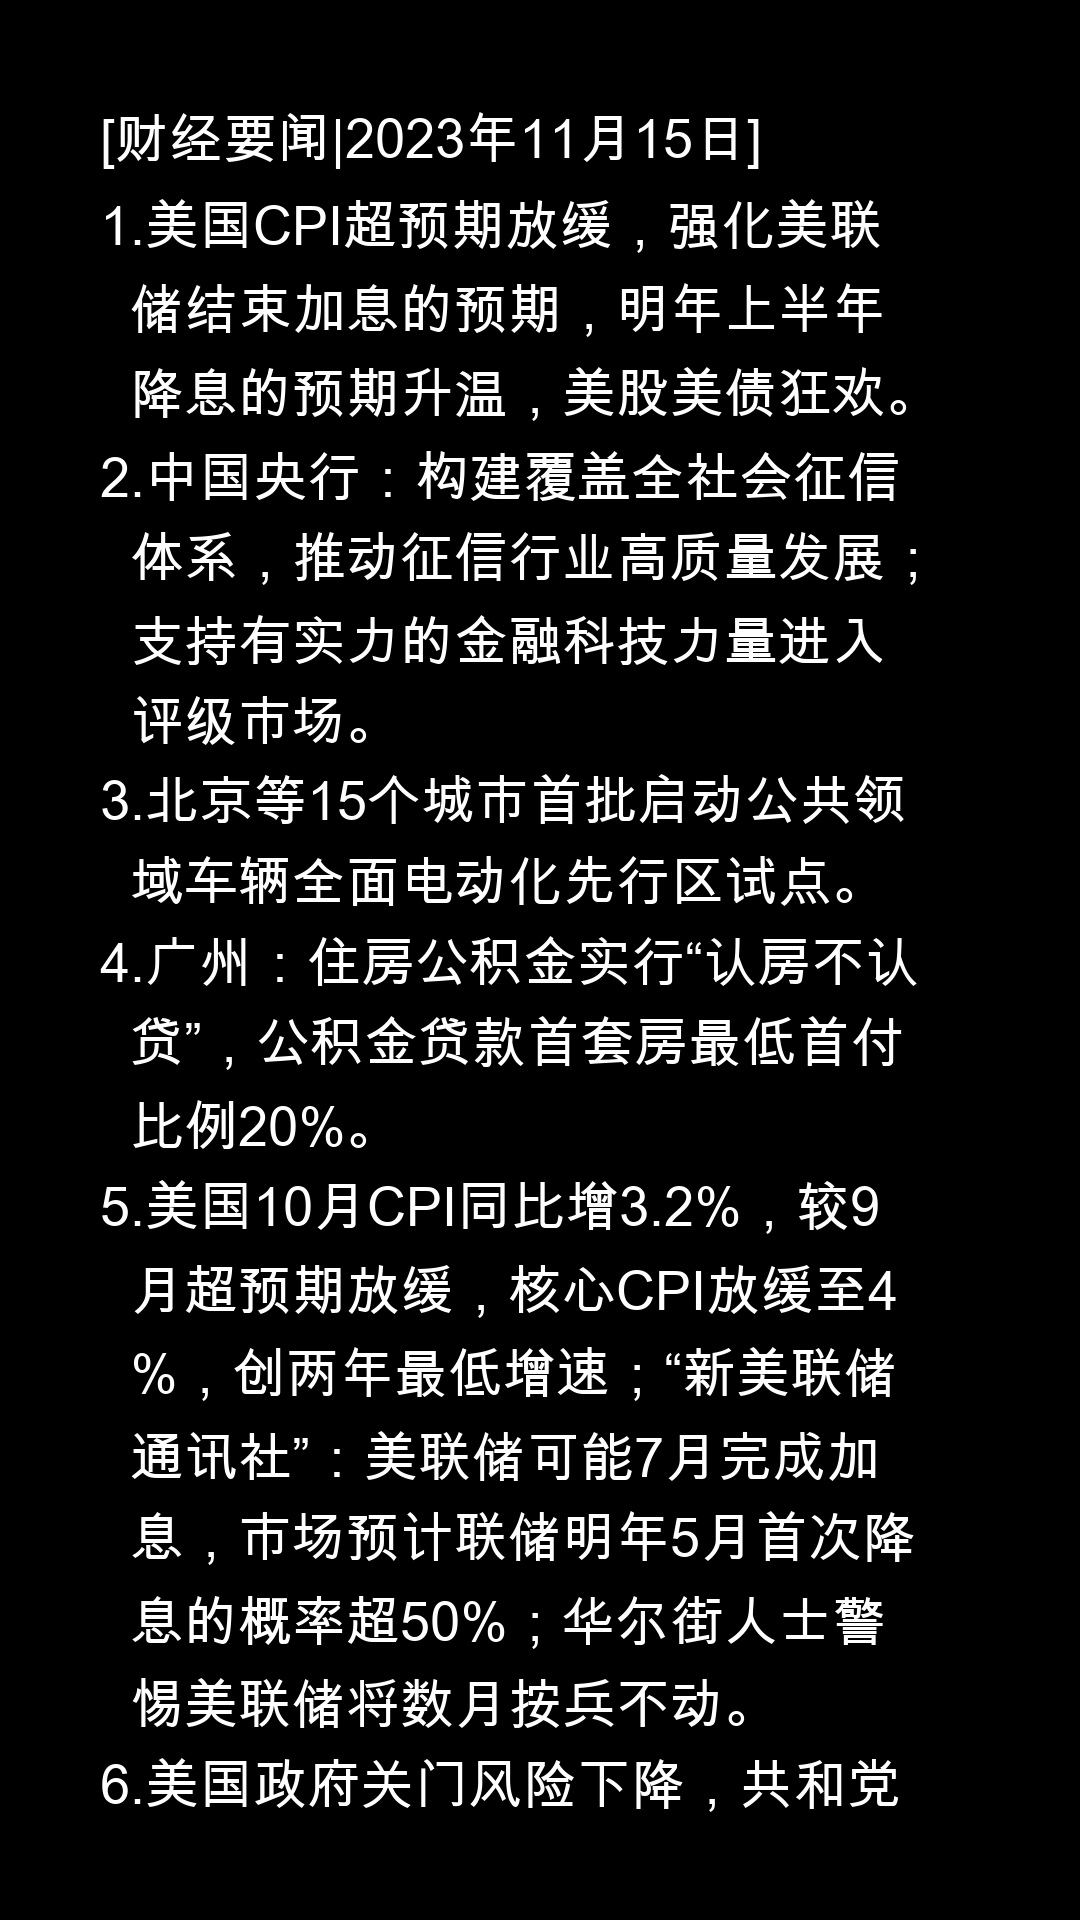 [财经要闻|2023年11月15日]
1.美国CPI超预期放缓，强化美联
储结束加息的预期，明年上半年
降息的预期升温，美股美债狂欢。
2.中国央行：构建覆盖全社会征信
体系，推动征信行业高质量发展；
支持有实力的金融科技力量进入
评级市场。
3.北京等15个城市首批启动公共领
域车辆全面电动化先行区试点。
4.广州：住房公积金实行“认房不认
贷”，公积金贷款首套房最低首付
比例20%。
5.美国10月CPI同比增3.2%，较9
月超预期放缓，核心CPI放缓至4
%，创两年最低增速；“新美联储
通讯社”：美联储可能7月完成加
息，市场预计联储明年5月首次降
息的概率超50%；华尔街人士警
惕美联储将数月按兵不动。
6.美国政府关门风险下降，共和党